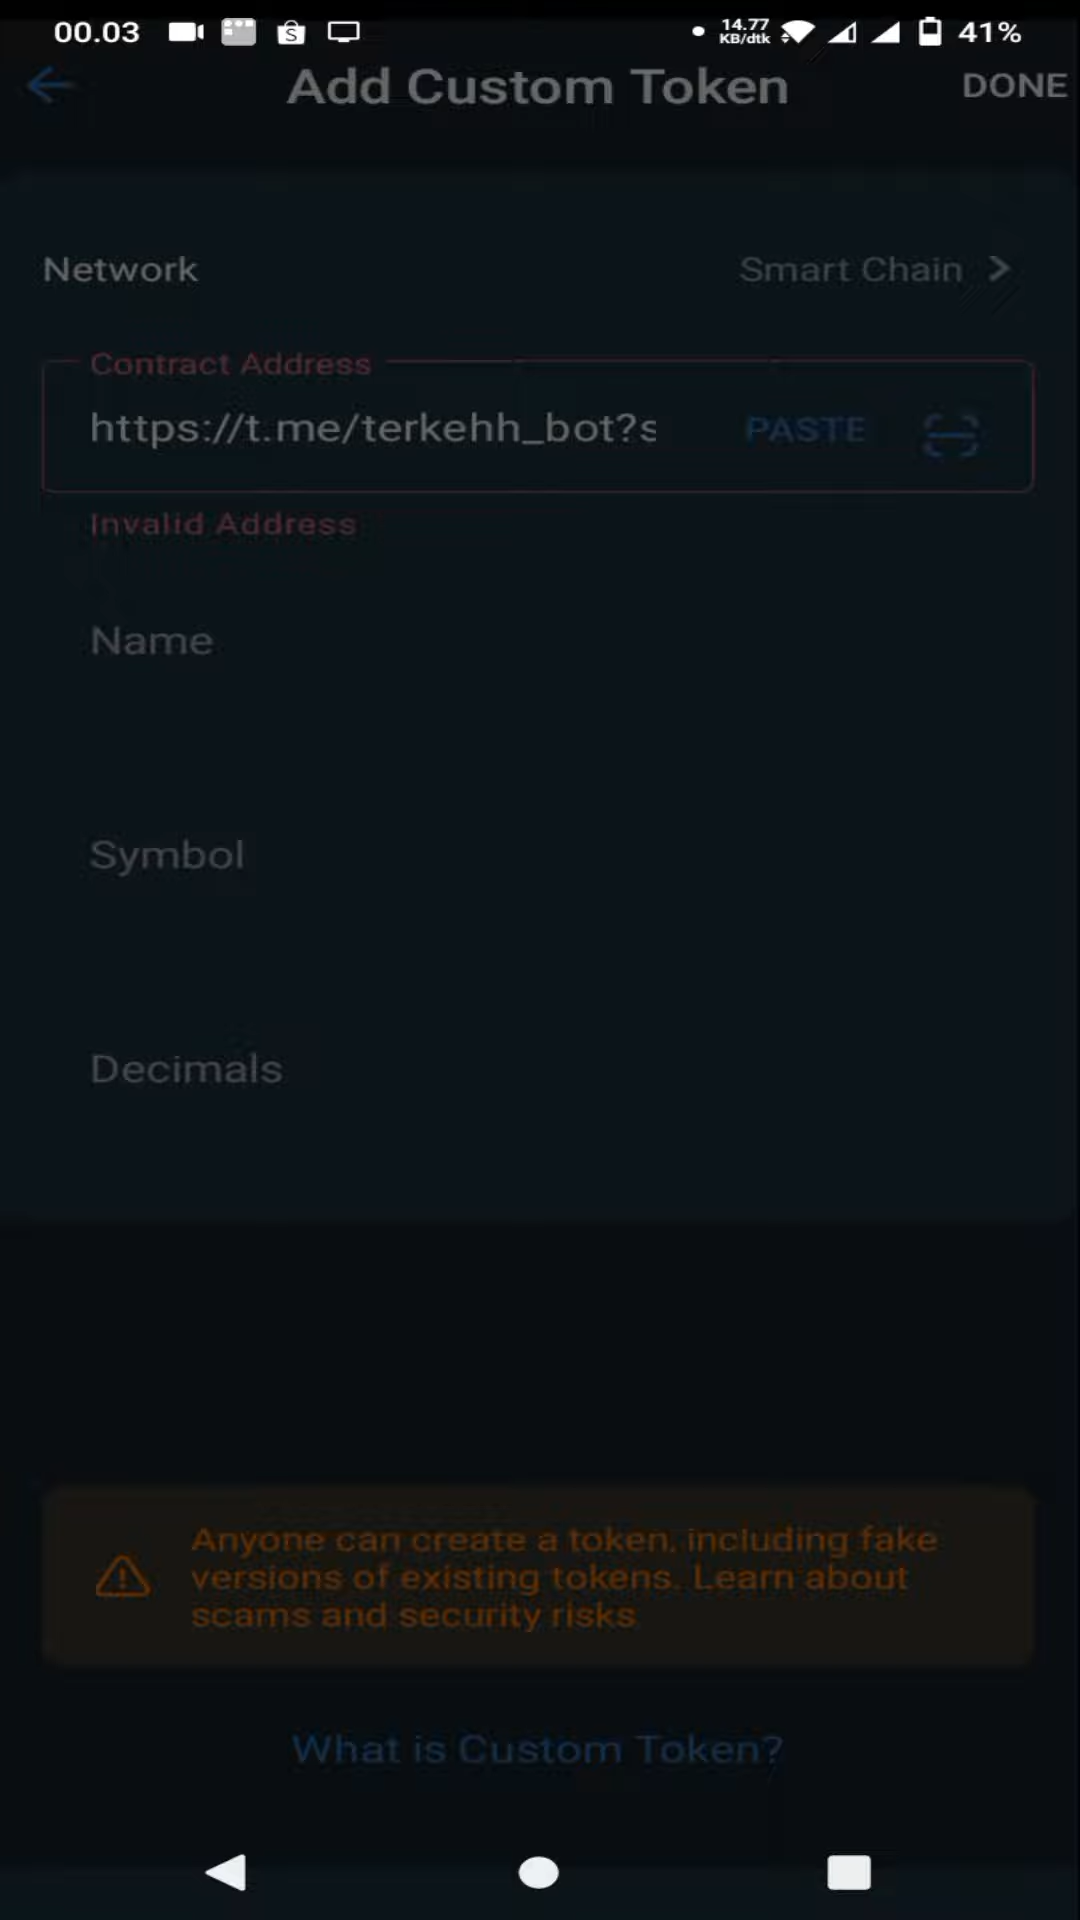 00.03
14.77
KB/dtk
41%
Add Custom Token
DONE
Network
Smart Chain
Contract Address
https://t.me/terkehh_bot?s
PASTE
Invalid Address
Name
Symbol
Decimals
Anyone can create a token, including fake
versions of existing tokens. Learn about
scams and security risks
What is Custom Token?